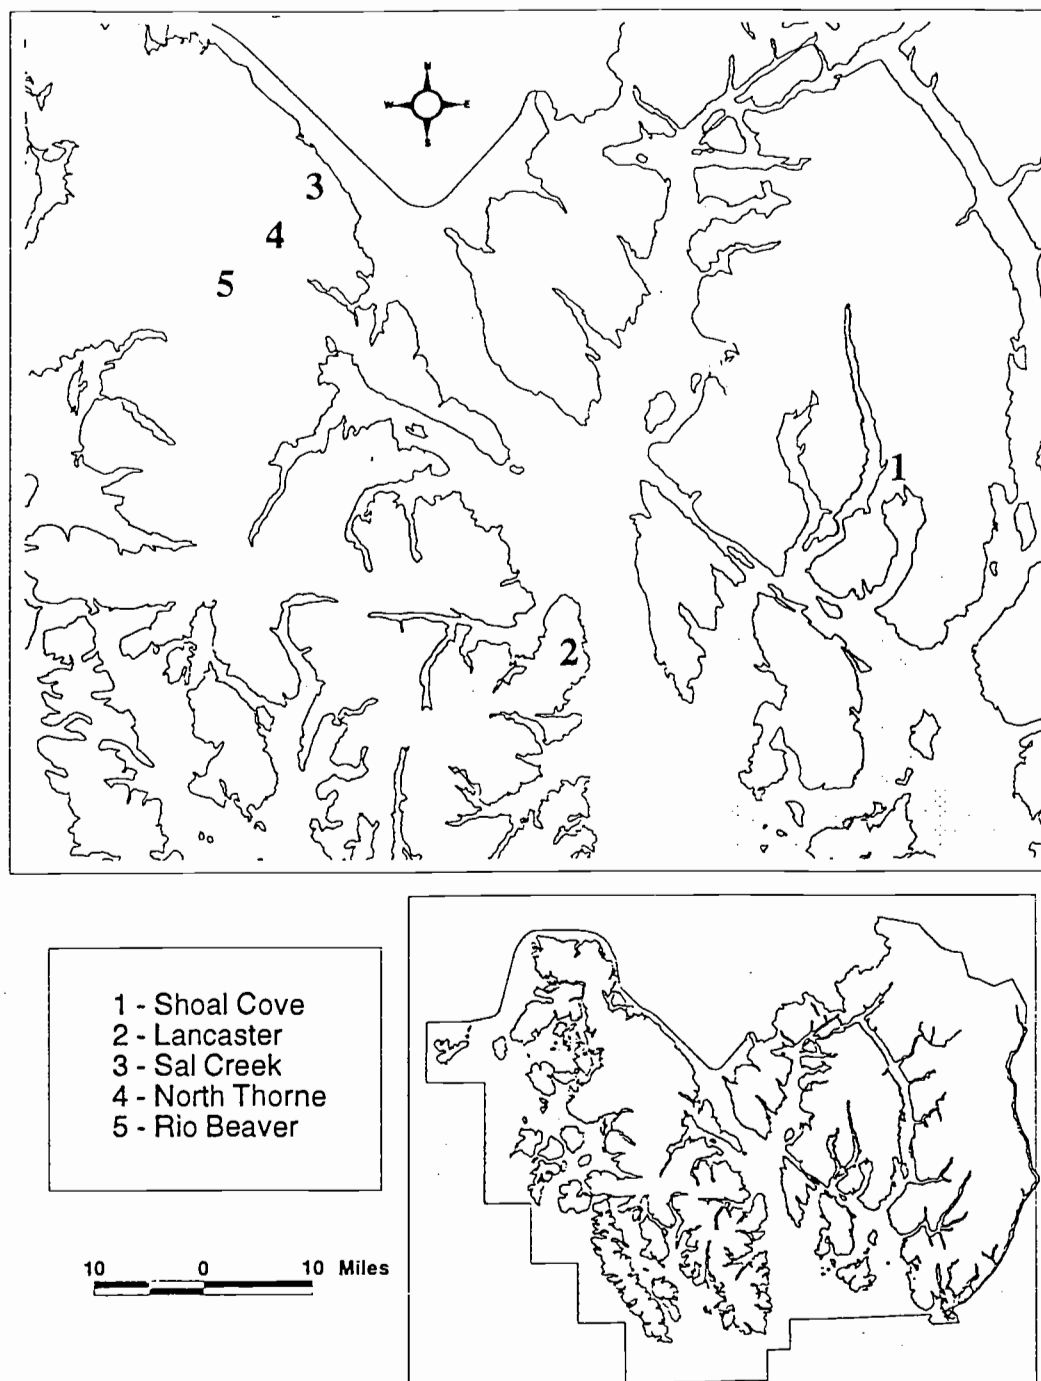 N
W E
S
3
4
5
1
2
1 - Shoal Cove
2 - Lancaster
3 - Sal Creek
4 - North Thorne
5 - Rio Beaver
10 0 10 Miles